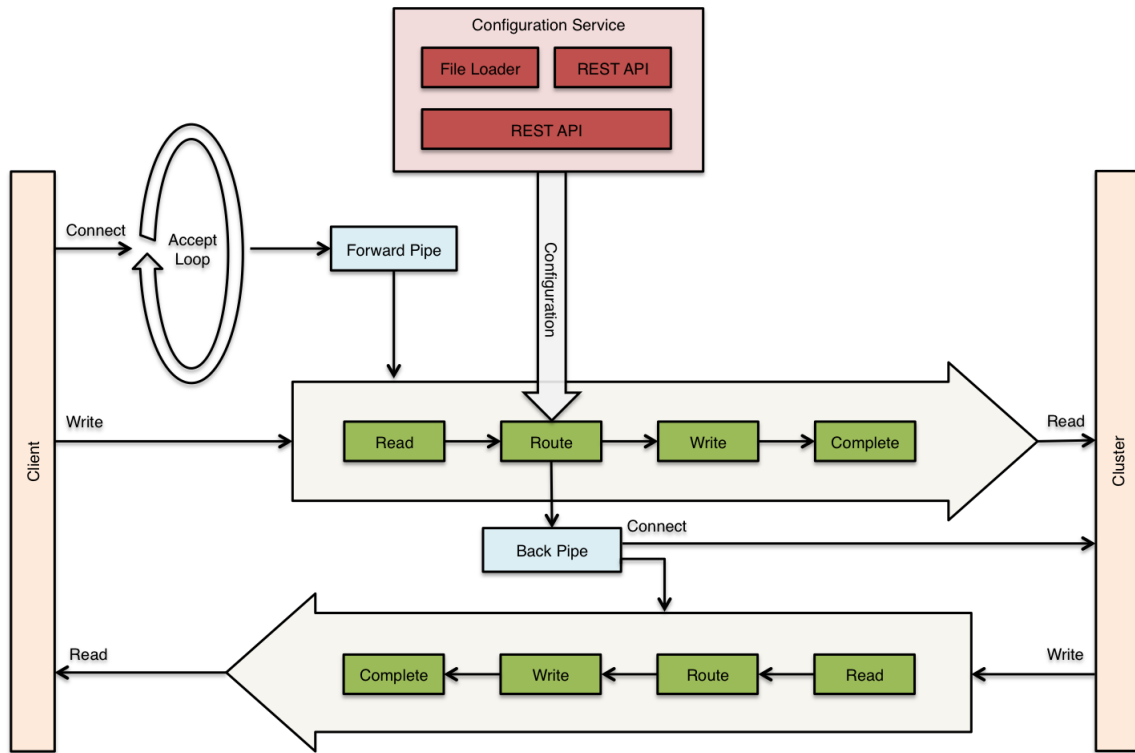 Configuration Service
File Loader
REST API
REST API
Connect
Accept
Loop
Forward Pipe
Configuration
Client
Cluster
Write
Read
Route
Write
Complete
Read
Back Pipe
Connect
Read
Complete
Write
Route
Read
Write